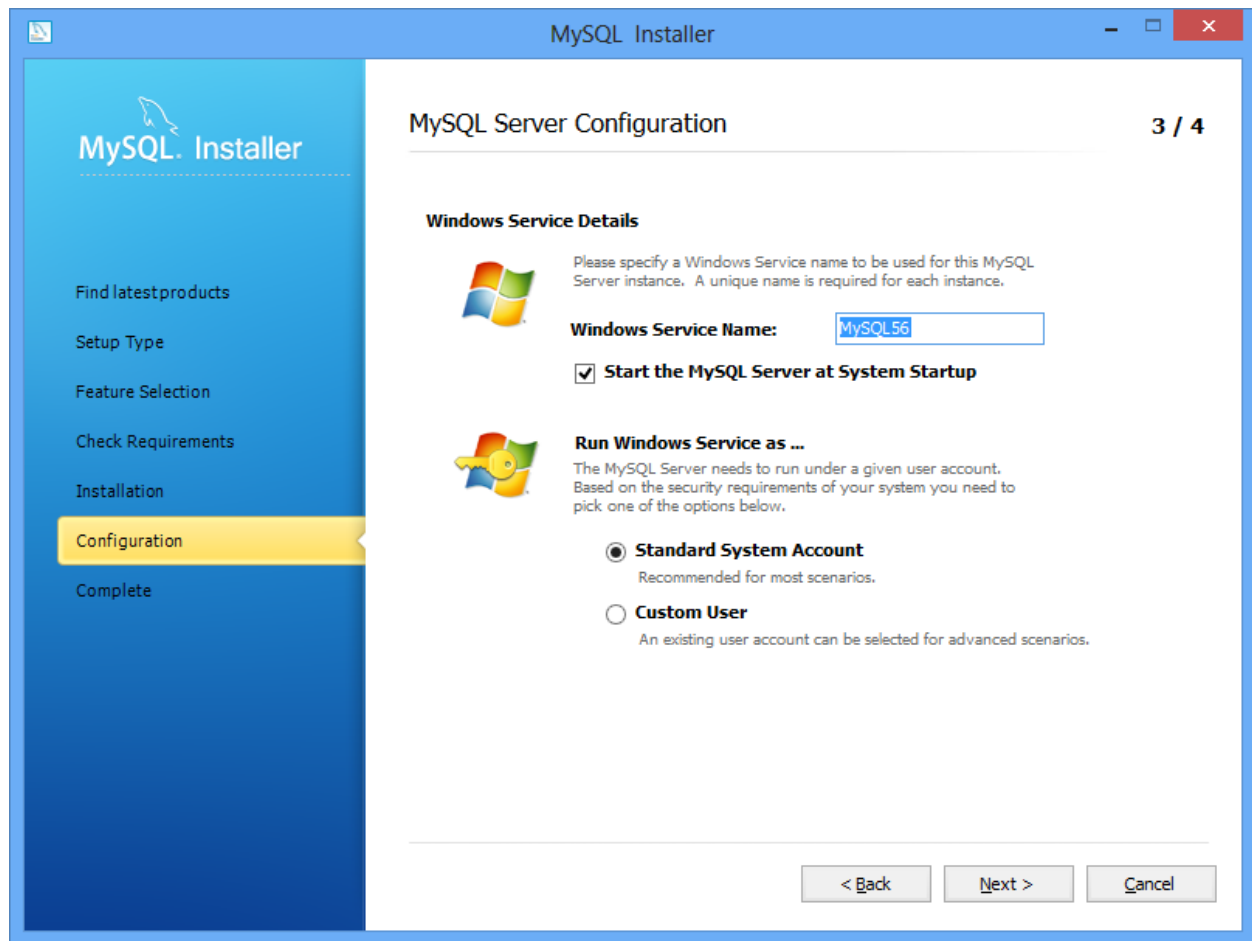 MySQL Installer
MySQL. Installer
MySQL Server Configuration
3 / 4
Find latest products
Setup Type
Feature Selection
Check Requirements
Installation
Configuration
Complete
Windows Service Details
Please specify a Windows Service name to be used for this MySQL
Server instance. A unique name is required for each instance.
Windows Service Name:
MySQL56
Start the MySQL Server at System Startup
Run Windows Service as ...
The MySQL Server needs to run under a given user account.
Based on the security requirements of your system you need to
pick one of the options below.
Standard System Account
Recommended for most scenarios.
Custom User
An existing user account can be selected for advanced scenarios.
< Back
Next >
Cancel